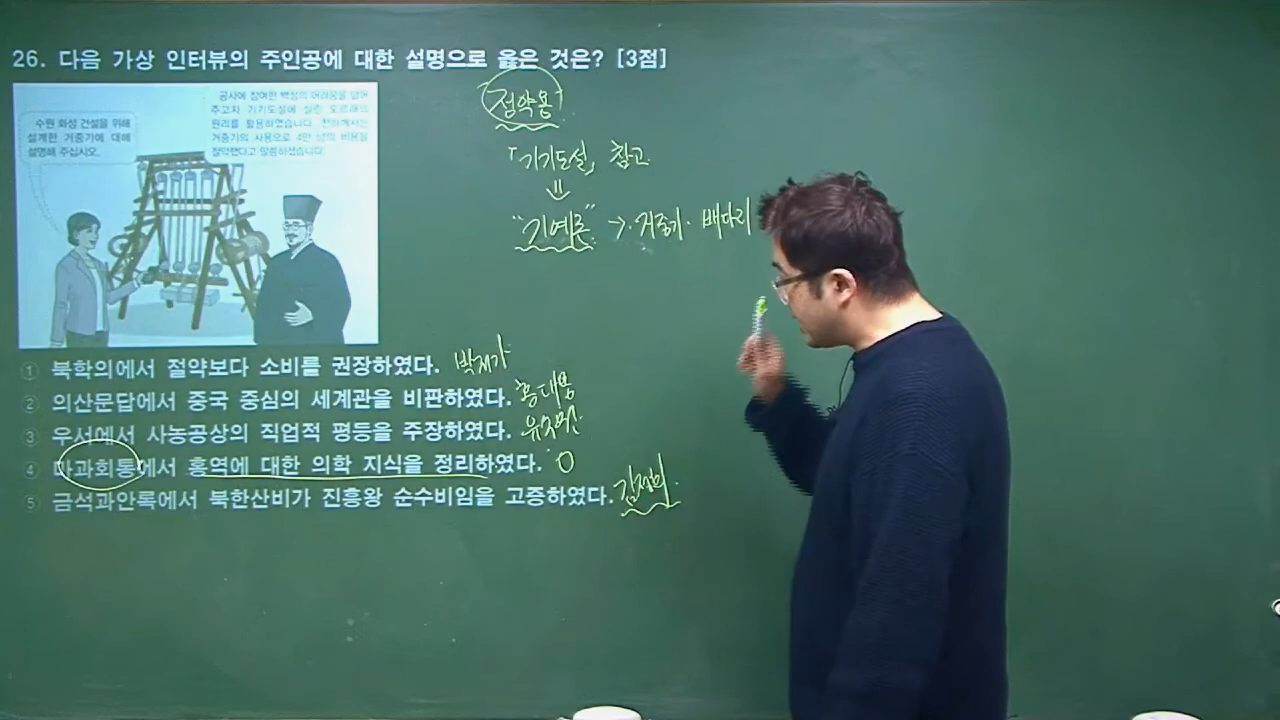 26. 다음 가상 인터뷰의 주인공에 대한 설명으로 옳은 것은? [3점]
수원 화성 건설을 위해
설계한 거중기에 대해
설명해 주십시오.
공사에 참여한 백성의 어려움을 덜어
주고자 기기도설에 실린 도르래의
원리를 활용하였습니다. 전하께서는
거중기의 사용으로 4만 냥의 비용을
절약했다고 말씀하셨습니다.
정약용
「기기도설」 참고
⇓
"기예론" → 거중기· 배다리
① 북학의에서 절약보다 소비를 권장하였다. 박제가
② 의산문답에서 중국 중심의 세계관을 비판하였다. 홍대용
③ 우서에서 사농공상의 직업적 평등을 주장하였다. 유수원
④ 마과회통에서 홍역에 대한 의학 지식을 정리하였다. O
⑤ 금석과안록에서 북한산비가 진흥왕 순수비임을 고증하였다. 김정희